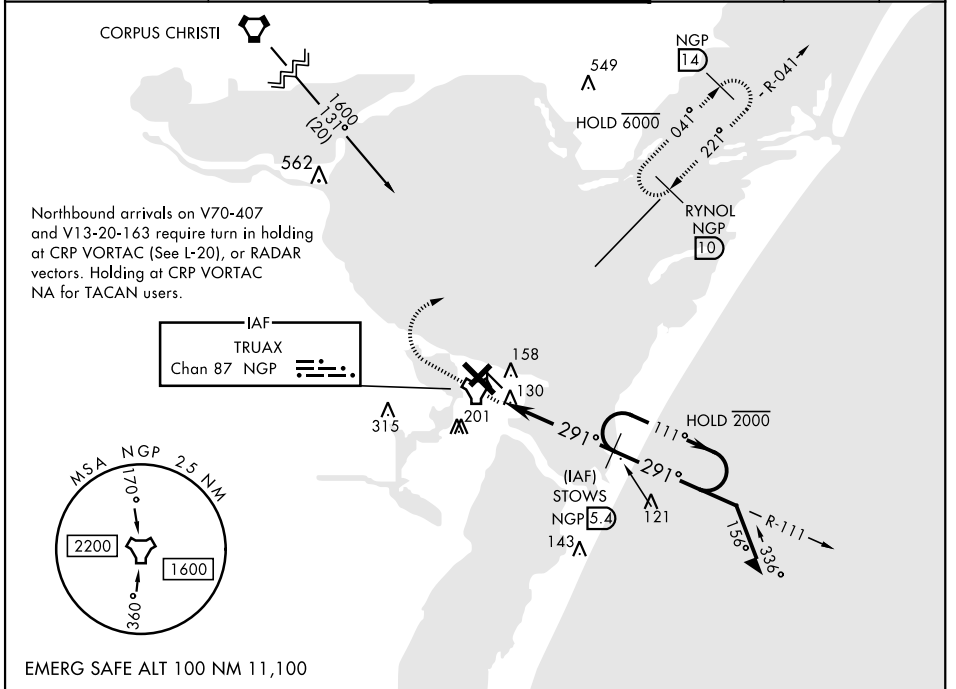 CORPUS CHRISTI
1600
131°
(20)
562
549
NGP
14
R-041
HOLD 6000
041°
221°
RYNOL
NGP
10
Northbound arrivals on V70-407
and V13-20-163 require turn in holding
at CRP VORTAC (See L-20), or RADAR
vectors. Holding at CRP VORTAC
NA for TACAN users.
IAF
TRUAX
Chan 87 NGP
158
130
201
315
291°
111°
HOLD 2000
291°
(IAF)
STOWS
NGP 5.4
121
143
R-111
156°
336°
MSA NGP 25 NM
170°
2200
1600
360°
EMERG SAFE ALT 100 NM 11,100